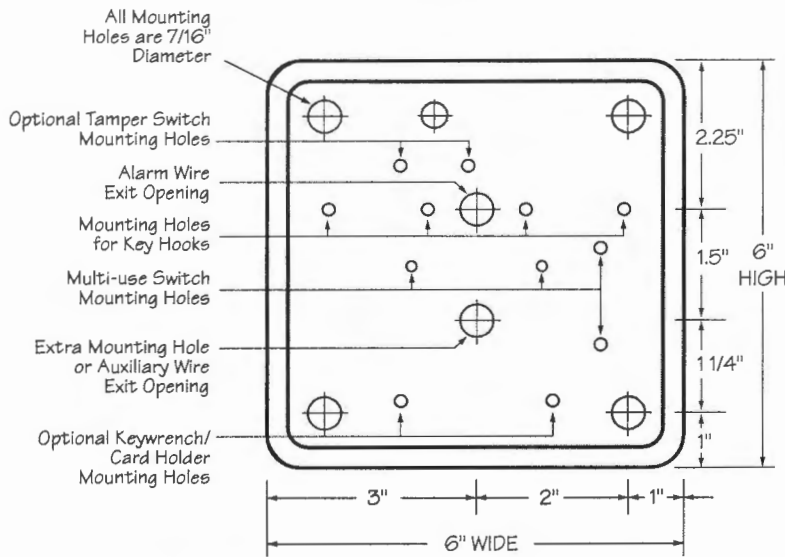 All Mounting
Holes are 7/16"
Diameter
Optional Tamper Switch
Mounting Holes
Alarm Wire
Exit Opening
Mounting Holes
for Key Hooks
Multi-use Switch
Mounting Holes
Extra Mounting Hole
or Auxiliary Wire
Exit Opening
Optional Keywrench/
Card Holder
Mounting Holes
2.25"
1.5"
6"
HIGH
1 1/4"
1"
3"
2"
1"
6" WIDE